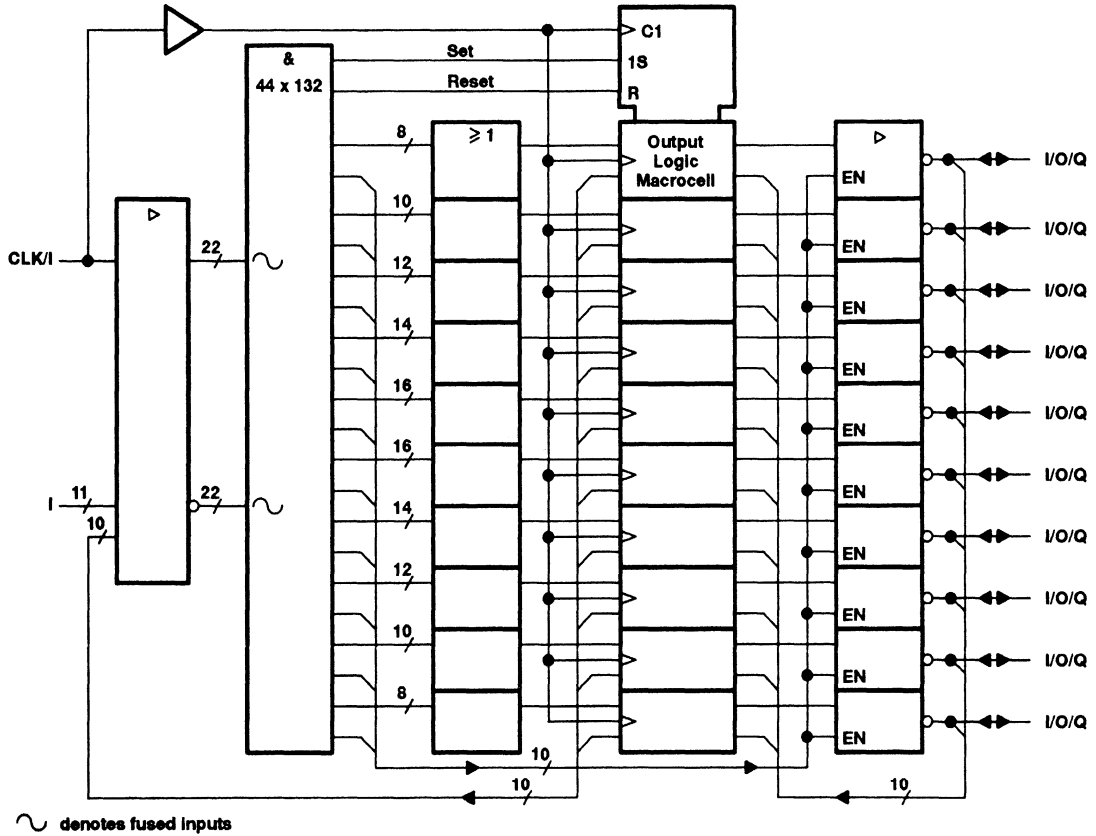 C1
Set
1S
&
44 x 132
Reset
R
8
≥ 1
Output
Logic
Macrocell
▷
I/O/Q
EN
10
I/O/Q
EN
▷
CLK/I
22
12
I/O/Q
EN
14
I/O/Q
EN
16
I/O/Q
EN
16
I/O/Q
EN
I
11
22
10
14
I/O/Q
EN
12
I/O/Q
EN
10
I/O/Q
EN
8
I/O/Q
EN
10
10
10
denotes fused inputs